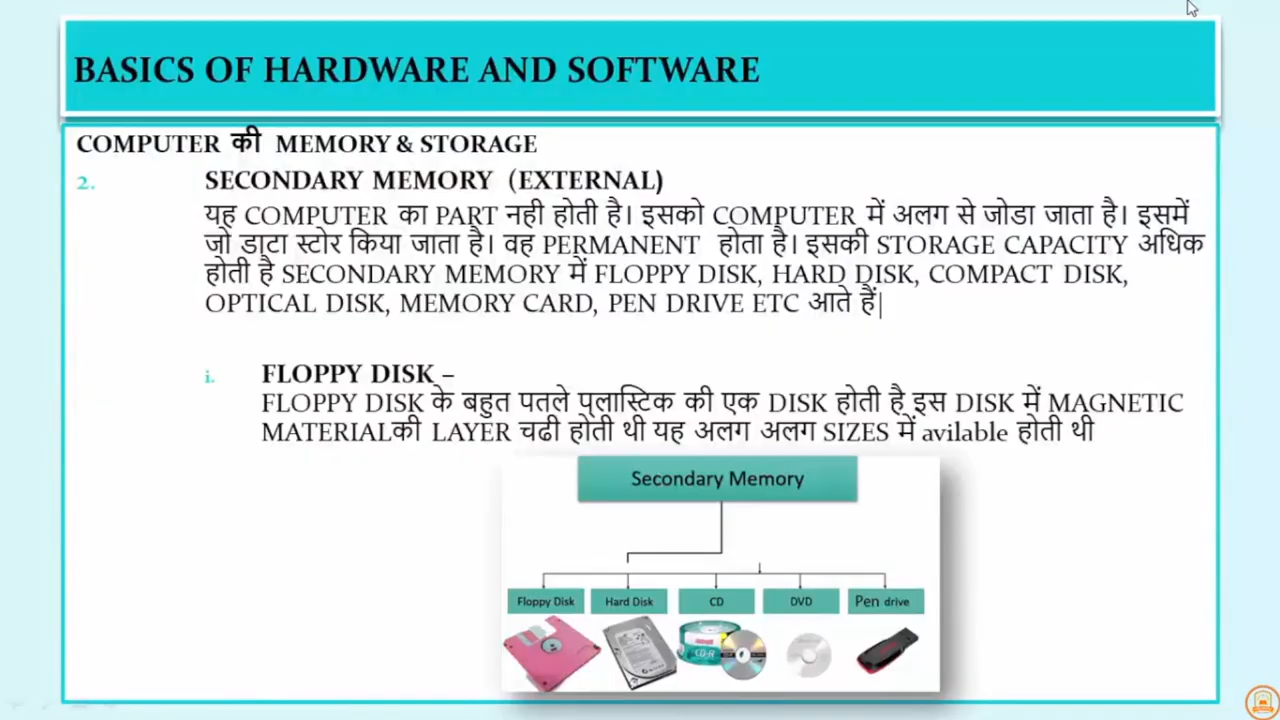 BASICS OF HARDWARE AND SOFTWARE
COMPUTER की MEMORY & STORAGE
2. SECONDARY MEMORY (EXTERNAL)
यह COMPUTER का PART नही होती है। इसको COMPUTER में अलग से जोडा जाता है। इसमें
जो डाटा स्टोर किया जाता है। वह PERMANENT होता है। इसकी STORAGE CAPACITY अधिक
होती है SECONDARY MEMORY में FLOPPY DISK, HARD DISK, COMPACT DISK,
OPTICAL DISK, MEMORY CARD, PEN DRIVE ETC आते हैं|
i. FLOPPY DISK –
FLOPPY DISK के बहुत पतले प्लास्टिक की एक DISK होती है इस DISK में MAGNETIC
MATERIALकी LAYER चढी होती थी यह अलग अलग SIZES में avilable होती थी
Secondary Memory
Floppy Disk Hard Disk CD DVD Pen drive
CD-R